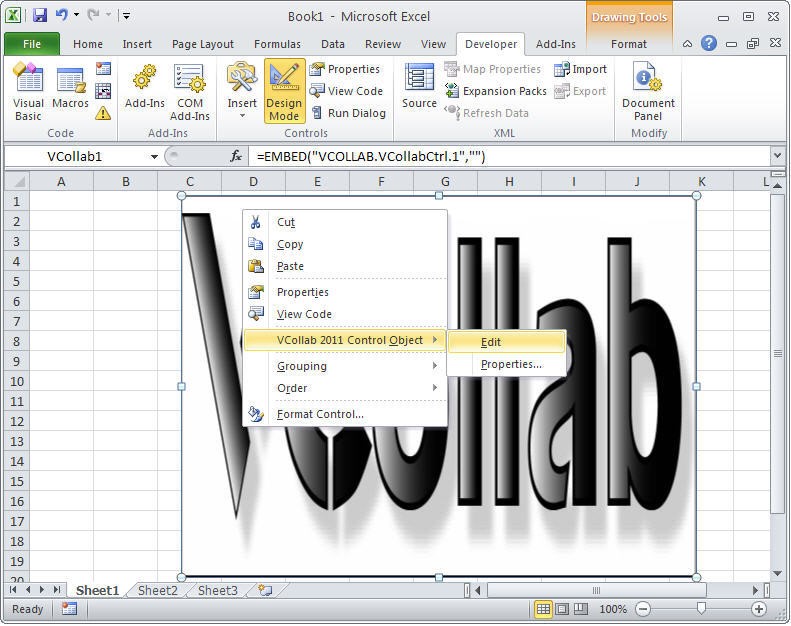 Book1 - Microsoft Excel
Drawing Tools
File Home Insert Page Layout Formulas Data Review View Developer Add-Ins Format
Visual Basic
Macros
Code
Add-Ins
COM Add-Ins
Add-Ins
Insert
Design Mode
Properties
View Code
Run Dialog
Controls
Source
Map Properties
Expansion Packs
Refresh Data
Import
Export
XML
Document Panel
Modify
VCollab1
fx
=EMBED("VCOLLAB.VCollabCtrl.1","")
A B C D E F G H I J K L
1
2
3
4
5
6
7
8
9
10
11
12
13
14
15
16
17
18
19
20
VCollab
Cut
Copy
Paste
Properties
View Code
VCollab 2011 Control Object
Grouping
Order
Format Control...
Edit
Properties...
Sheet1 Sheet2 Sheet3
Ready
100%